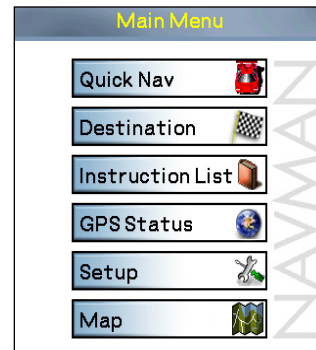 Main Menu
Quick Nav
Destination
Instruction List
GPS Status
Setup
Map
NAVMAN